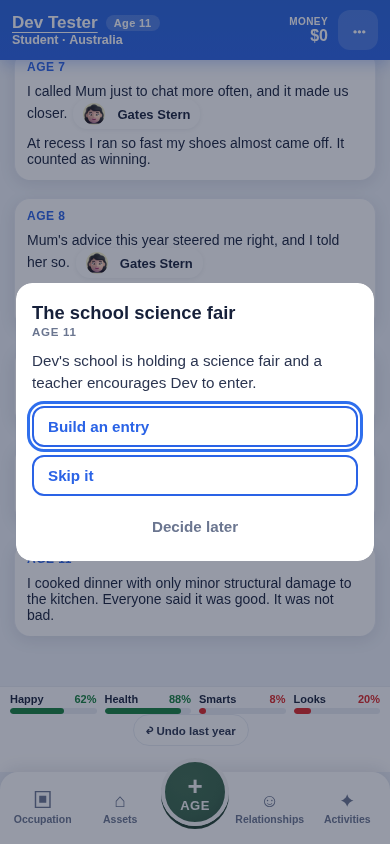 Dev Tester Age 11
Student · Australia
MONEY
$0
AGE 7
I called Mum just to chat more often, and it made us
closer. Gates Stern
At recess I ran so fast my shoes almost came off. It
counted as winning.
AGE 8
Mum's advice this year steered me right, and I told
her so. Gates Stern
The school science fair
AGE 11
Dev's school is holding a science fair and a
teacher encourages Dev to enter.
Build an entry
Skip it
Decide later
I cooked dinner with only minor structural damage to
the kitchen. Everyone said it was good. It was not
bad.
Happy 62% Health 88% Smarts 8% Looks 20%
Undo last year
+
AGE
Occupation Assets Relationships Activities